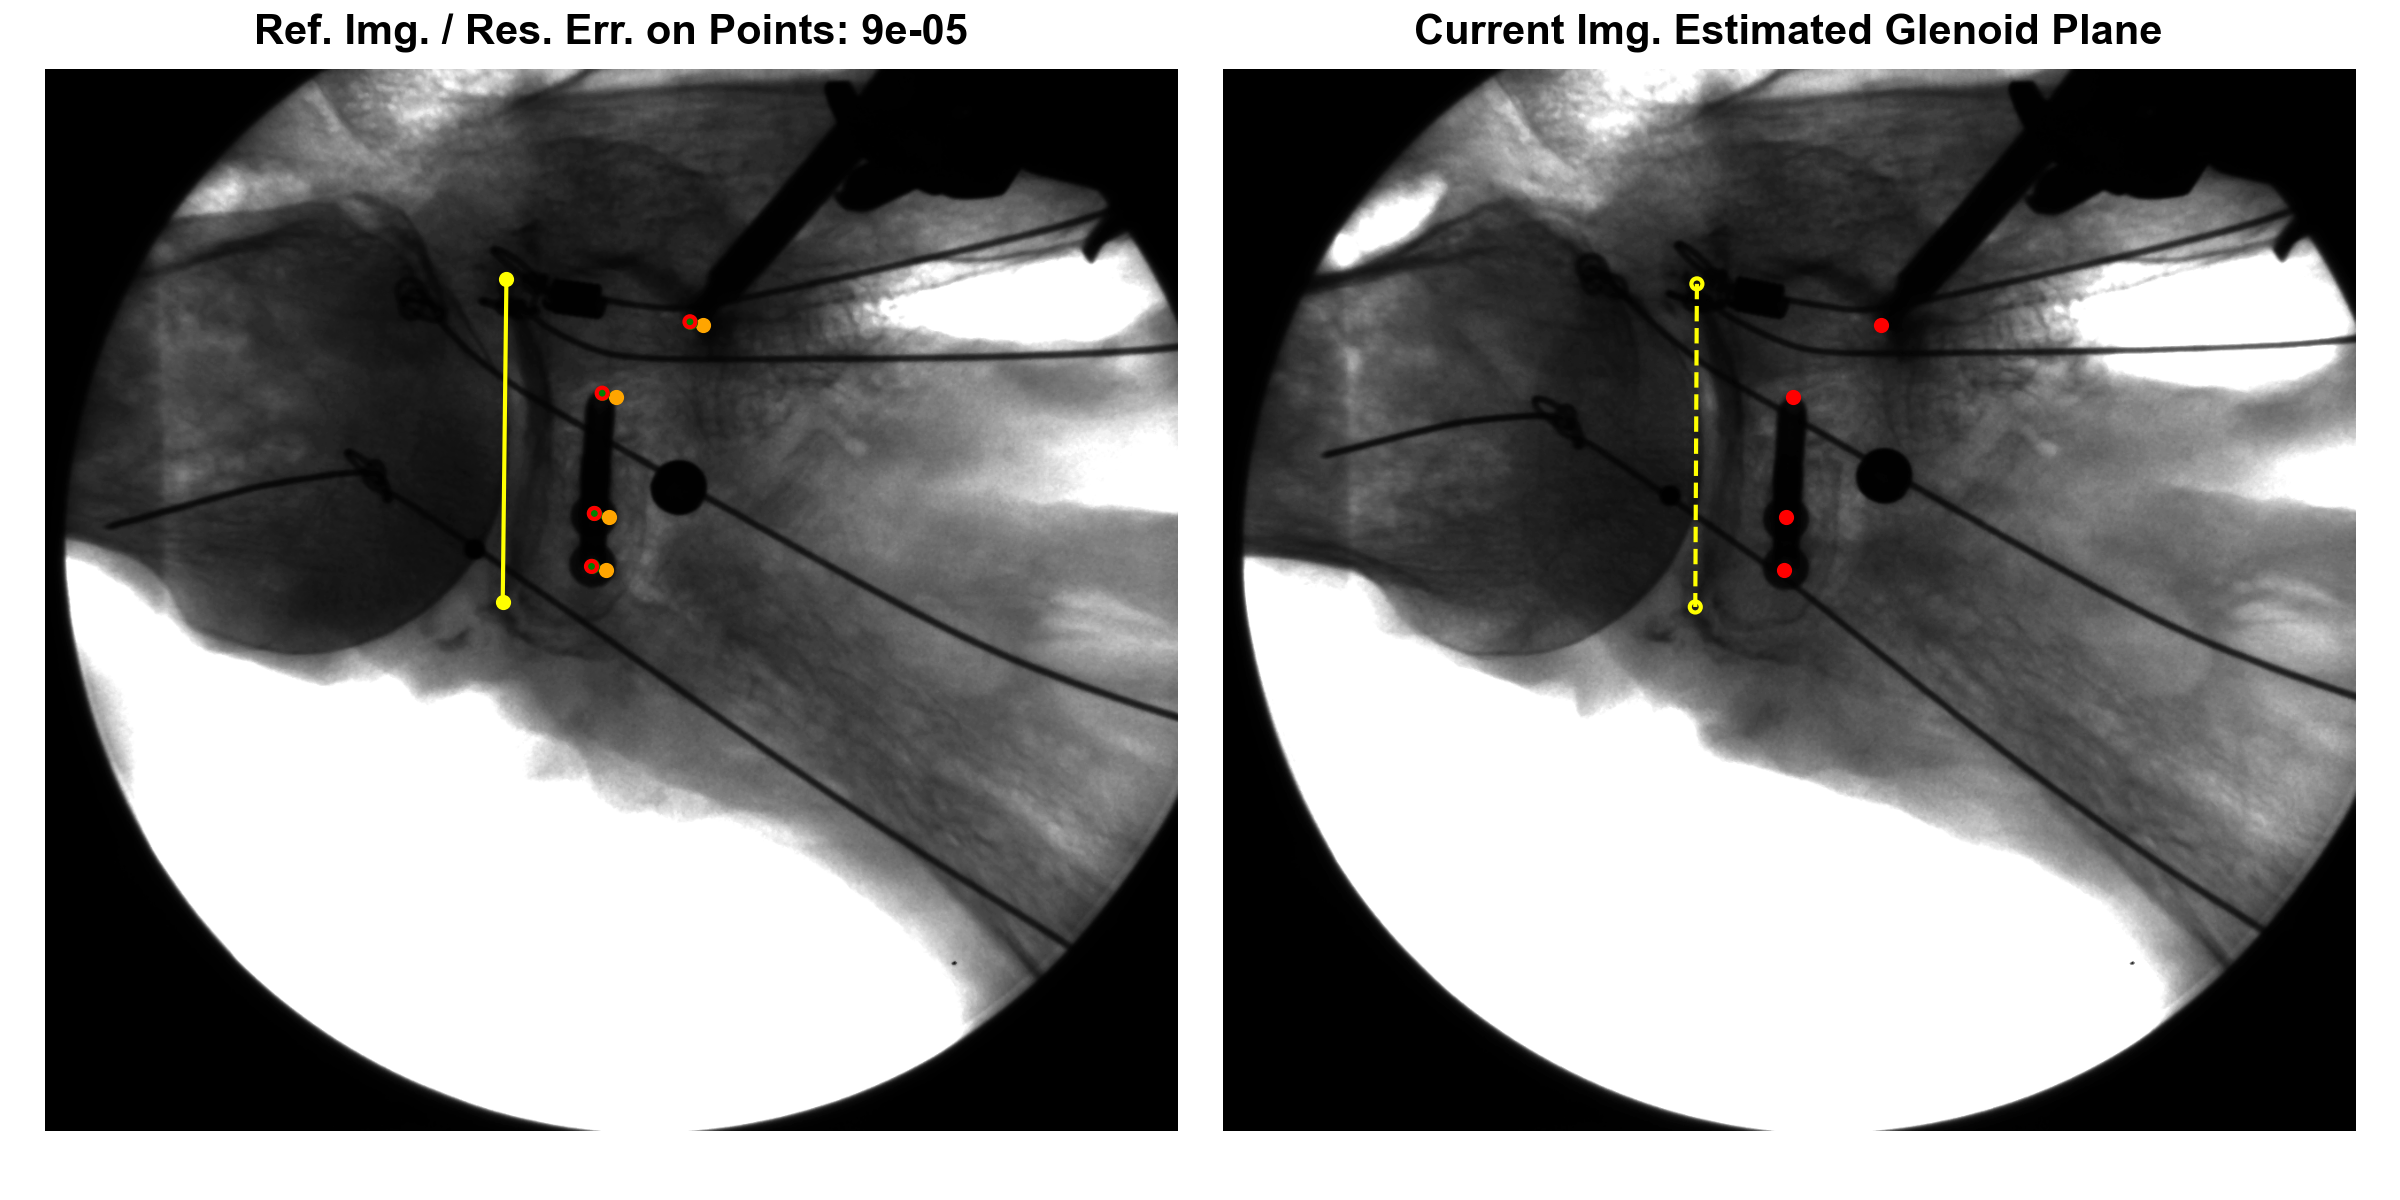 Ref. Img. / Res. Err. on Points: 9e-05
Current Img. Estimated Glenoid Plane